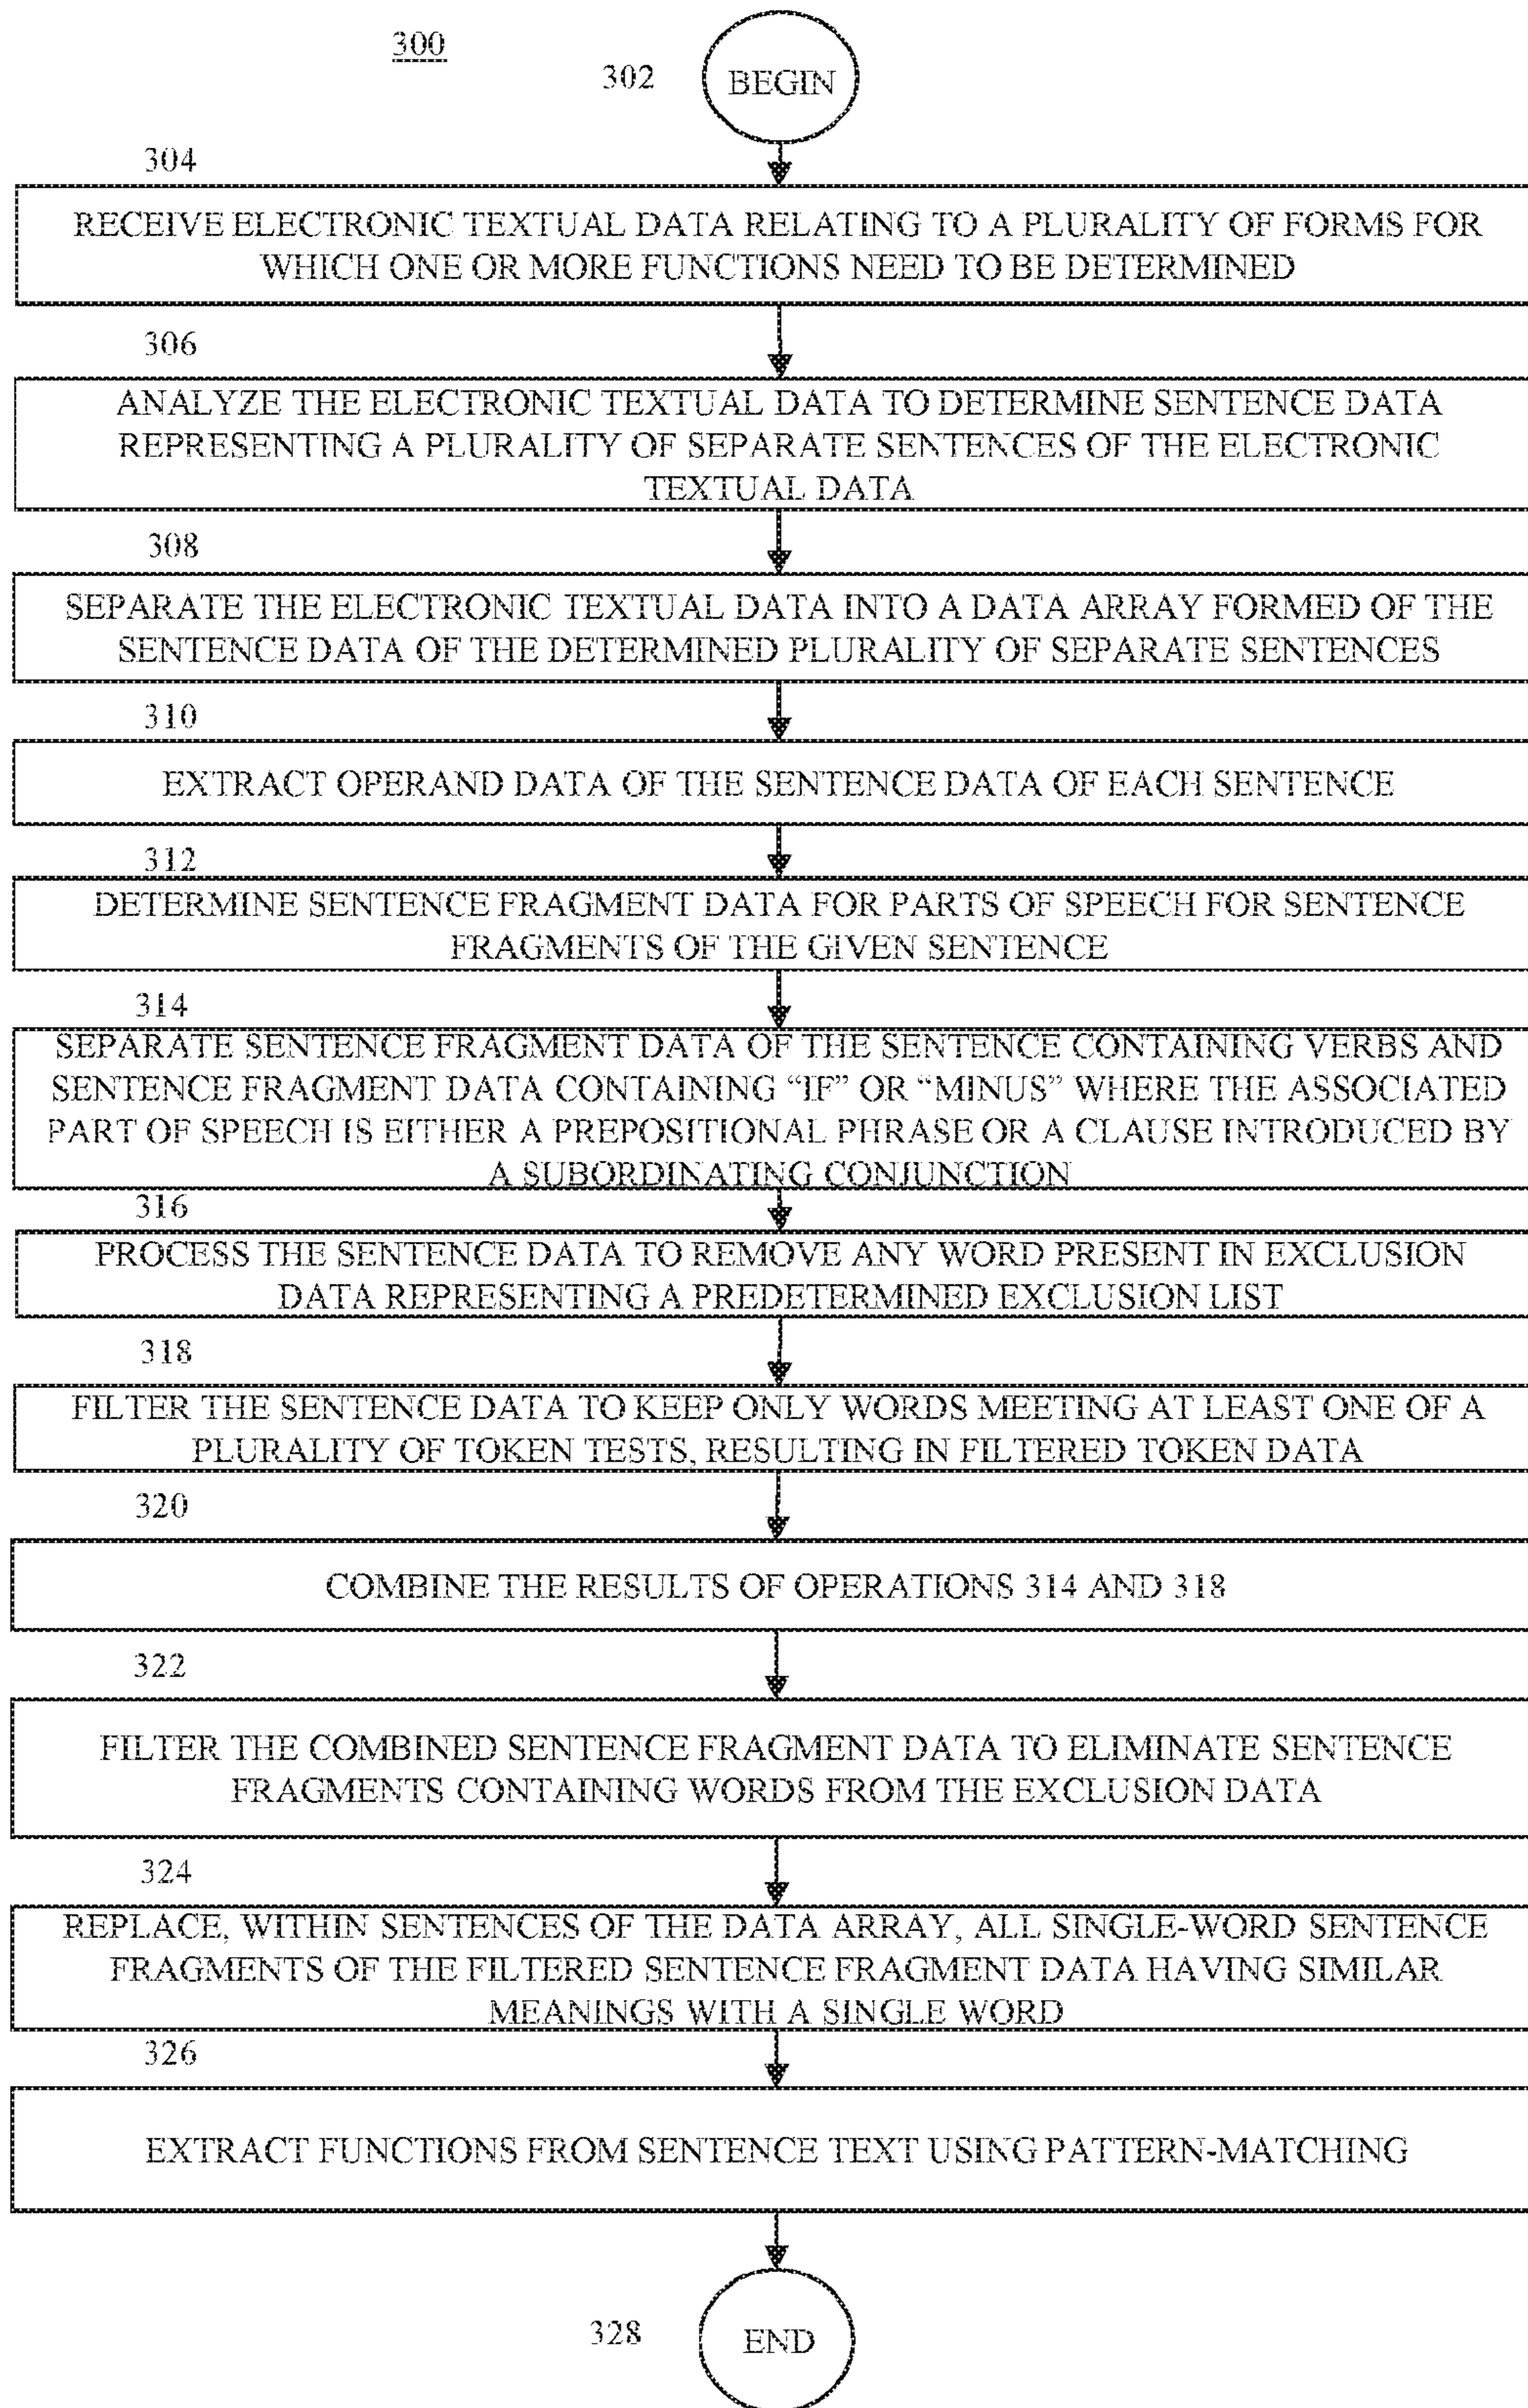 300
302
BEGIN
304
RECEIVE ELECTRONIC TEXTUAL DATA RELATING TO A PLURALITY OF FORMS FOR
WHICH ONE OR MORE FUNCTIONS NEED TO BE DETERMINED
306
ANALYZE THE ELECTRONIC TEXTUAL DATA TO DETERMINE SENTENCE DATA
REPRESENTING A PLURALITY OF SEPARATE SENTENCES OF THE ELECTRONIC
TEXTUAL DATA
308
SEPARATE THE ELECTRONIC TEXTUAL DATA INTO A DATA ARRAY FORMED OF THE
SENTENCE DATA OF THE DETERMINED PLURALITY OF SEPARATE SENTENCES
310
EXTRACT OPERAND DATA OF THE SENTENCE DATA OF EACH SENTENCE
312
DETERMINE SENTENCE FRAGMENT DATA FOR PARTS OF SPEECH FOR SENTENCE
FRAGMENTS OF THE GIVEN SENTENCE
314
SEPARATE SENTENCE FRAGMENT DATA OF THE SENTENCE CONTAINING VERBS AND
SENTENCE FRAGMENT DATA CONTAINING “IF” OR “MINUS” WHERE THE ASSOCIATED
PART OF SPEECH IS EITHER A PREPOSITIONAL PHRASE OR A CLAUSE INTRODUCED BY
A SUBORDINATING CONJUNCTION
316
PROCESS THE SENTENCE DATA TO REMOVE ANY WORD PRESENT IN EXCLUSION
DATA REPRESENTING A PREDETERMINED EXCLUSION LIST
318
FILTER THE SENTENCE DATA TO KEEP ONLY WORDS MEETING AT LEAST ONE OF A
PLURALITY OF TOKEN TESTS, RESULTING IN FILTERED TOKEN DATA
320
COMBINE THE RESULTS OF OPERATIONS 314 AND 318
322
FILTER THE COMBINED SENTENCE FRAGMENT DATA TO ELIMINATE SENTENCE
FRAGMENTS CONTAINING WORDS FROM THE EXCLUSION DATA
324
REPLACE, WITHIN SENTENCES OF THE DATA ARRAY, ALL SINGLE-WORD SENTENCE
FRAGMENTS OF THE FILTERED SENTENCE FRAGMENT DATA HAVING SIMILAR
MEANINGS WITH A SINGLE WORD
326
EXTRACT FUNCTIONS FROM SENTENCE TEXT USING PATTERN-MATCHING
328
END